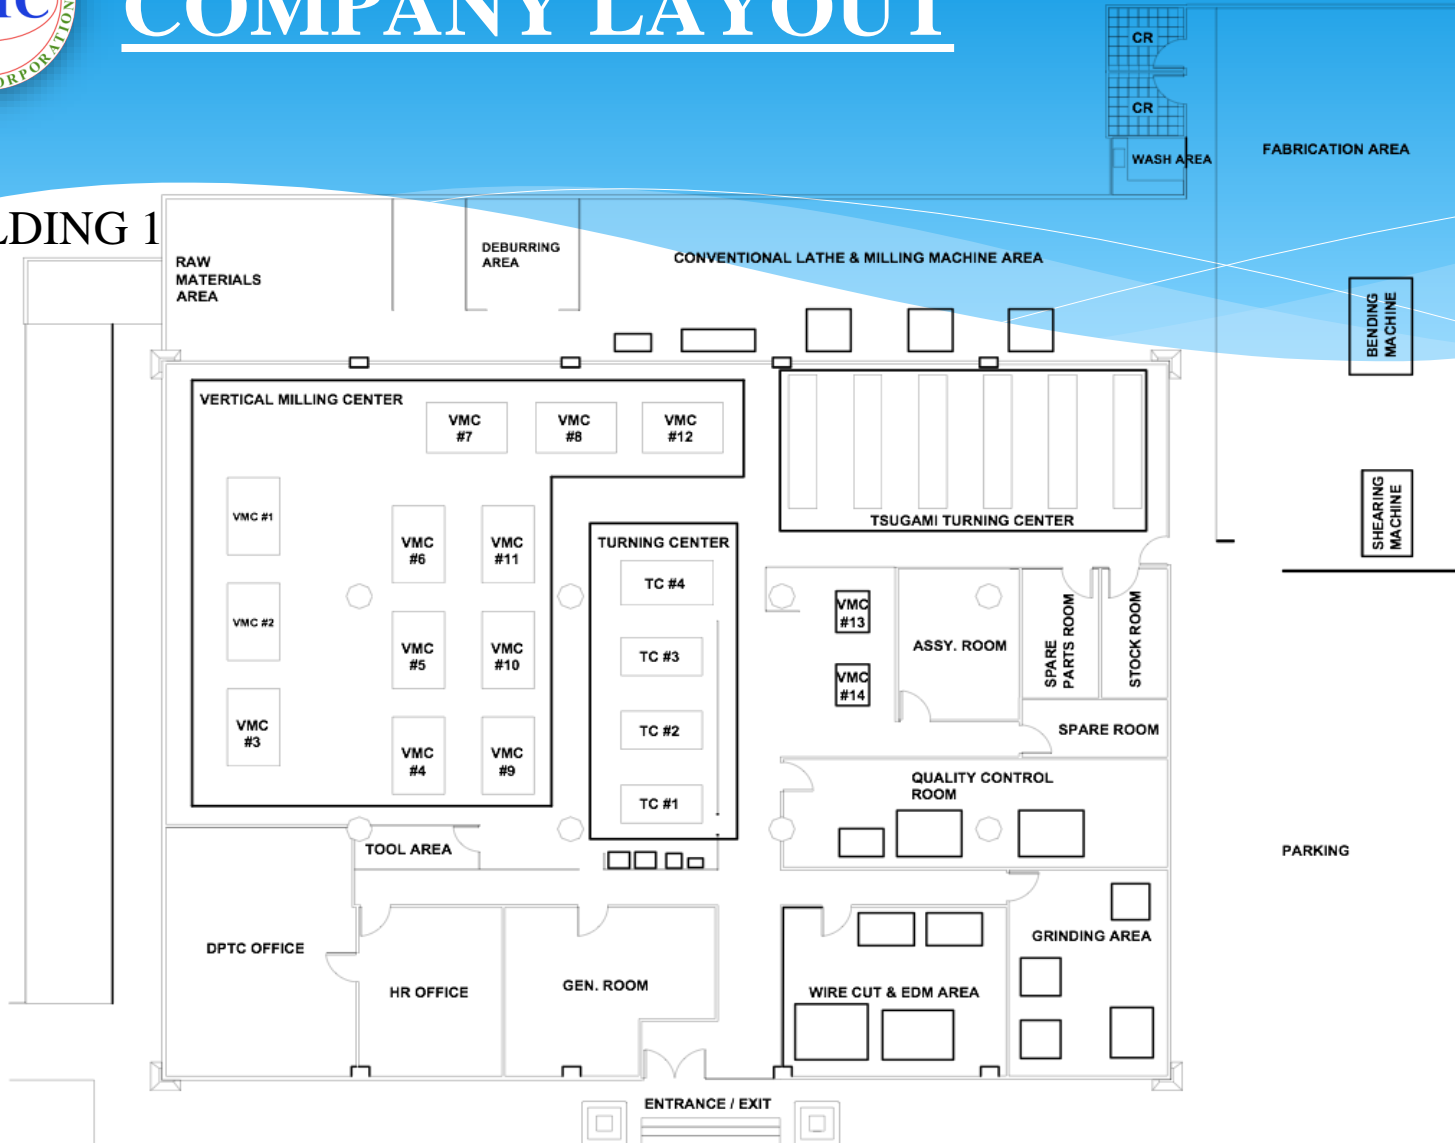 COMPANY LAYOUT
CR
CR
WASH AREA
FABRICATION AREA
LDING 1
RAW
MATERIALS
AREA
DEBURRING
AREA
CONVENTIONAL LATHE & MILLING MACHINE AREA
BENDING
MACHINE
VERTICAL MILLING CENTER
VMC
#7
VMC
#8
VMC
#12
SHEARING
MACHINE
VMC #1
VMC
#6
VMC
#11
TURNING CENTER
TSUGAMI TURNING CENTER
TC #4
VMC
#13
VMC #2
VMC
#5
VMC
#10
TC #3
VMC
#14
ASSY. ROOM
SPARE
PARTS ROOM
STOCK ROOM
VMC
#3
VMC
#4
VMC
#9
TC #2
SPARE ROOM
TC #1
QUALITY CONTROL
ROOM
TOOL AREA
PARKING
DPTC OFFICE
HR OFFICE
GEN. ROOM
WIRE CUT & EDM AREA
GRINDING AREA
ENTRANCE / EXIT